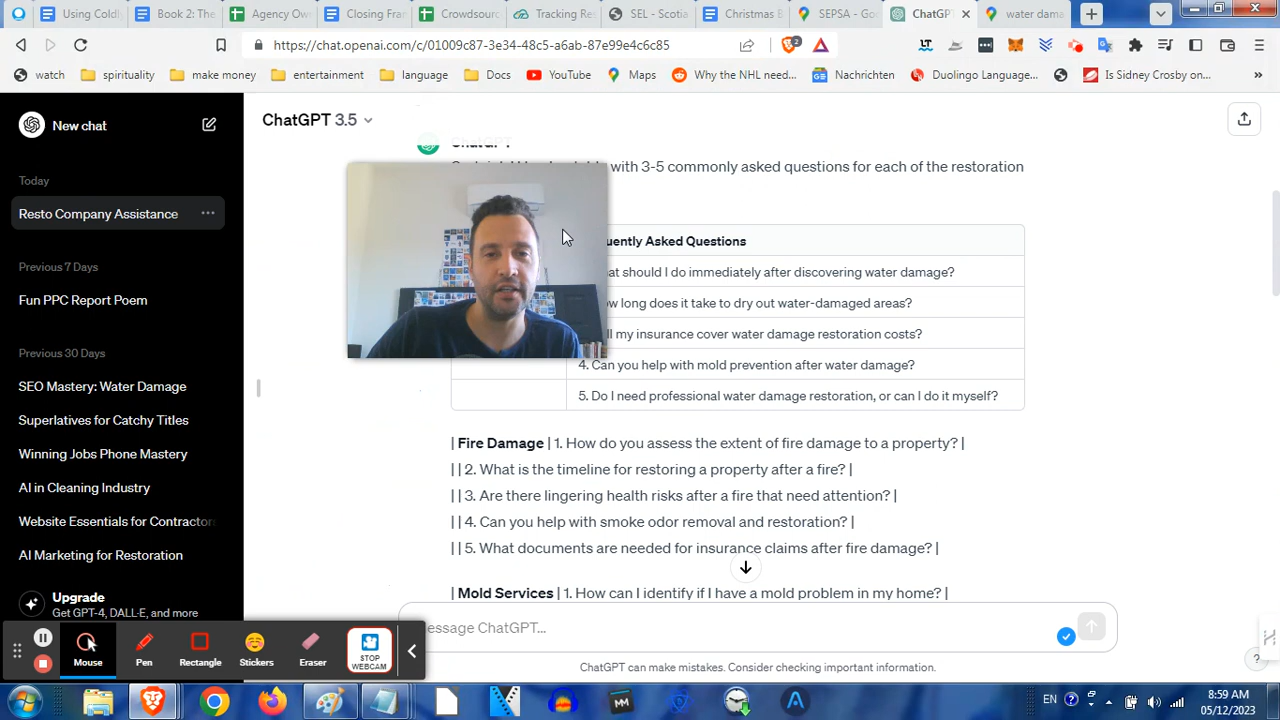 Using Coldl
Book 2: The
Agency Ow
Closing Fran
Crowdsour
Tracking Res
SEL - Scotia
Christmas B
SEPSA - Goo
ChatGPT
water dama
https://chat.openai.com/c/01009c87-3e34-48c5-a6ab-87e99e4c6c85
2
LT
watch
spirituality
make money
entertainment
language
Docs
YouTube
Maps
Why the NHL need...
Nachrichten
Duolingo Language...
Is Sidney Crosby on...
New chat
ChatGPT 3.5
Today
Resto Company Assistance
Previous 7 Days
Fun PPC Report Poem
Previous 30 Days
SEO Mastery: Water Damage
Superlatives for Catchy Titles
Winning Jobs Phone Mastery
AI in Cleaning Industry
Website Essentials for Contractors
AI Marketing for Restoration
Upgrade
Get GPT-4, DALL·E, and more
ChatGPT
with 3-5 commonly asked questions for each of the restoration
uently Asked Questions
at should I do immediately after discovering water damage?
ow long does it take to dry out water-damaged areas?
ll my insurance cover water damage restoration costs?
4. Can you help with mold prevention after water damage?
5. Do I need professional water damage restoration, or can I do it myself?
| Fire Damage | 1. How do you assess the extent of fire damage to a property? |
| | 2. What is the timeline for restoring a property after a fire? |
| | 3. Are there lingering health risks after a fire that need attention? |
| | 4. Can you help with smoke odor removal and restoration? |
| | 5. What documents are needed for insurance claims after fire damage? |
| Mold Services | 1. How can I identify if I have a mold problem in my home? |
essage ChatGPT...
ChatGPT can make mistakes. Consider checking important information.
?
Mouse
Pen
Rectangle
Stickers
Eraser
STOP
WEBCAM
EN
8:59 AM
05/12/2023